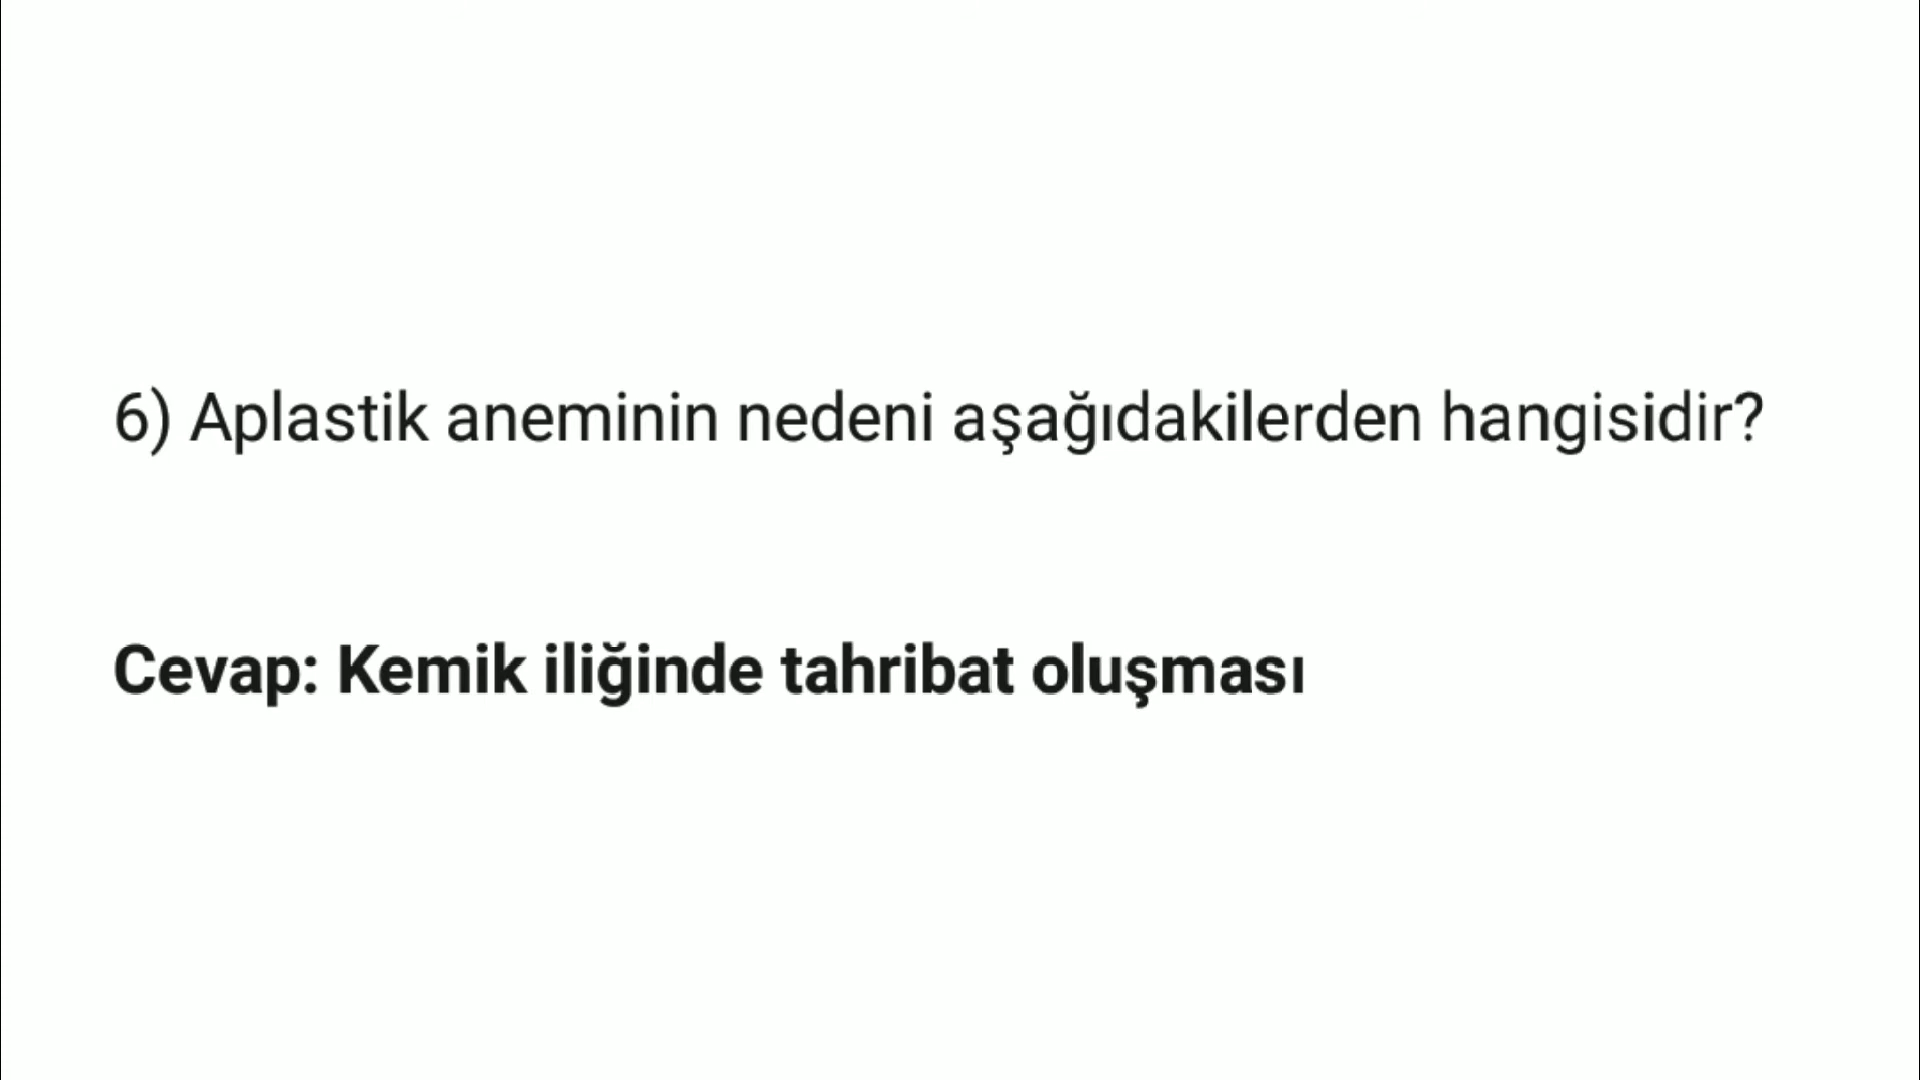 6) Aplastik aneminin nedeni aşağıdakilerden hangisidir?
Cevap: Kemik iliğinde tahribat oluşması